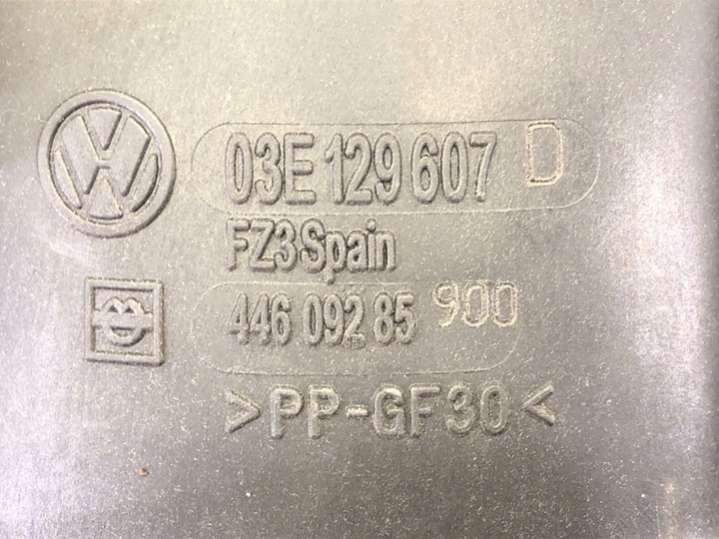 03E 129 607 D
FZ3 Spain
446 092 85 900
>PP-GF30<